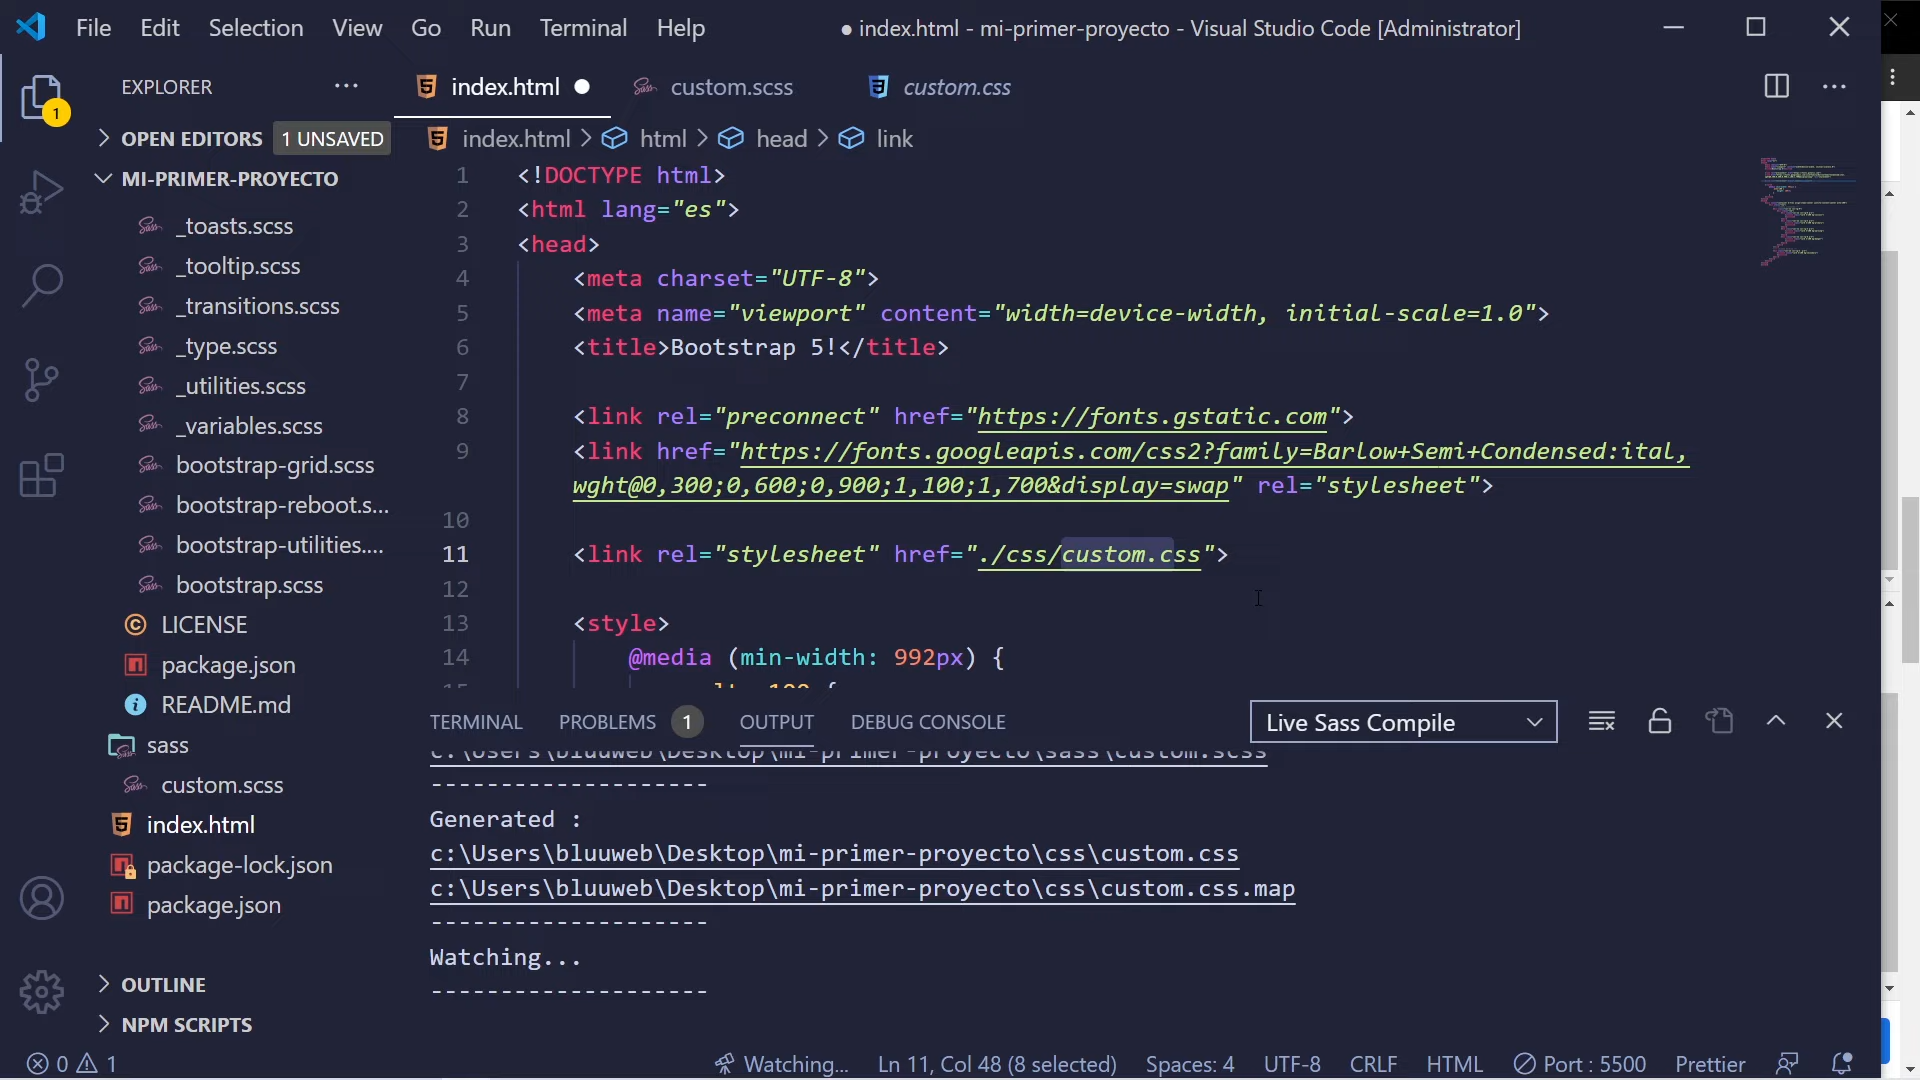 File Edit Selection View Go Run Terminal Help
● index.html - mi-primer-proyecto - Visual Studio Code [Administrator]
EXPLORER
index.html
custom.scss
custom.css
1
OPEN EDITORS 1 UNSAVED
index.html > html > head > link
MI-PRIMER-PROYECTO
_toasts.scss
_tooltip.scss
_transitions.scss
_type.scss
_utilities.scss
_variables.scss
bootstrap-grid.scss
bootstrap-reboot.s...
bootstrap-utilities....
bootstrap.scss
LICENSE
package.json
README.md
sass
custom.scss
index.html
package-lock.json
package.json
OUTLINE
NPM SCRIPTS
1 <!DOCTYPE html>
2 <html lang="es">
3 <head>
4 <meta charset="UTF-8">
5 <meta name="viewport" content="width=device-width, initial-scale=1.0">
6 <title>Bootstrap 5!</title>
7
8 <link rel="preconnect" href="https://fonts.gstatic.com">
9 <link href="https://fonts.googleapis.com/css2?family=Barlow+Semi+Condensed:ital,
wght@0,300;0,600;0,900;1,100;1,700&display=swap" rel="stylesheet">
10
11 <link rel="stylesheet" href="./css/custom.css">
12
13 <style>
14 @media (min-width: 992px) {
TERMINAL PROBLEMS 1 OUTPUT DEBUG CONSOLE Live Sass Compile
c:\Users\bluuweb\Desktop\mi-primer-proyecto\sass\custom.scss
--------------------
Generated :
c:\Users\bluuweb\Desktop\mi-primer-proyecto\css\custom.css
c:\Users\bluuweb\Desktop\mi-primer-proyecto\css\custom.css.map
--------------------
Watching...
--------------------
0 1 Watching... Ln 11, Col 48 (8 selected) Spaces: 4 UTF-8 CRLF HTML Port : 5500 Prettier